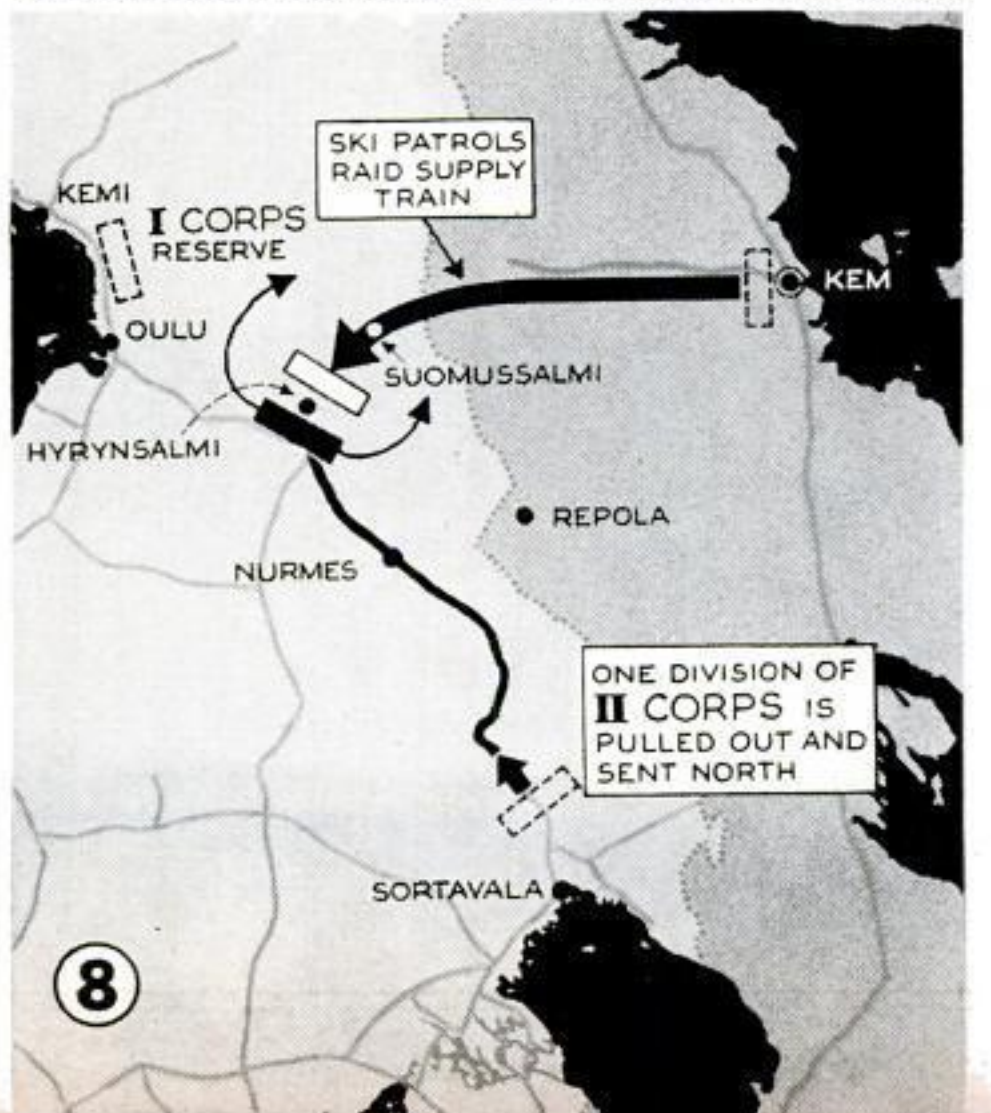 SKI PATROLS
RAID SUPPLY
TRAIN
KEMI
I CORPS
RESERVE
KEM
OULU
SUOMUSSALMI
HYRYNSALMI
REPOLA
NURMES
ONE DIVISION OF
II CORPS IS
PULLED OUT AND
SENT NORTH
SORTAVALA
8